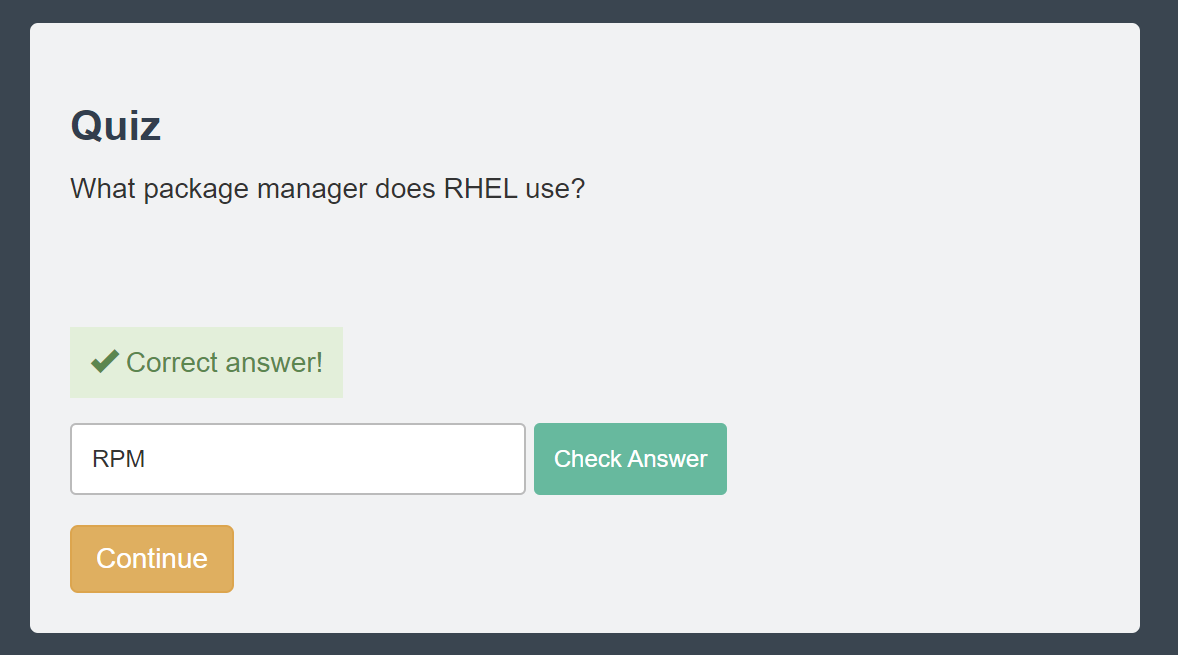 Quiz
What package manager does RHEL use?
Correct answer!
RPM
Check Answer
Continue